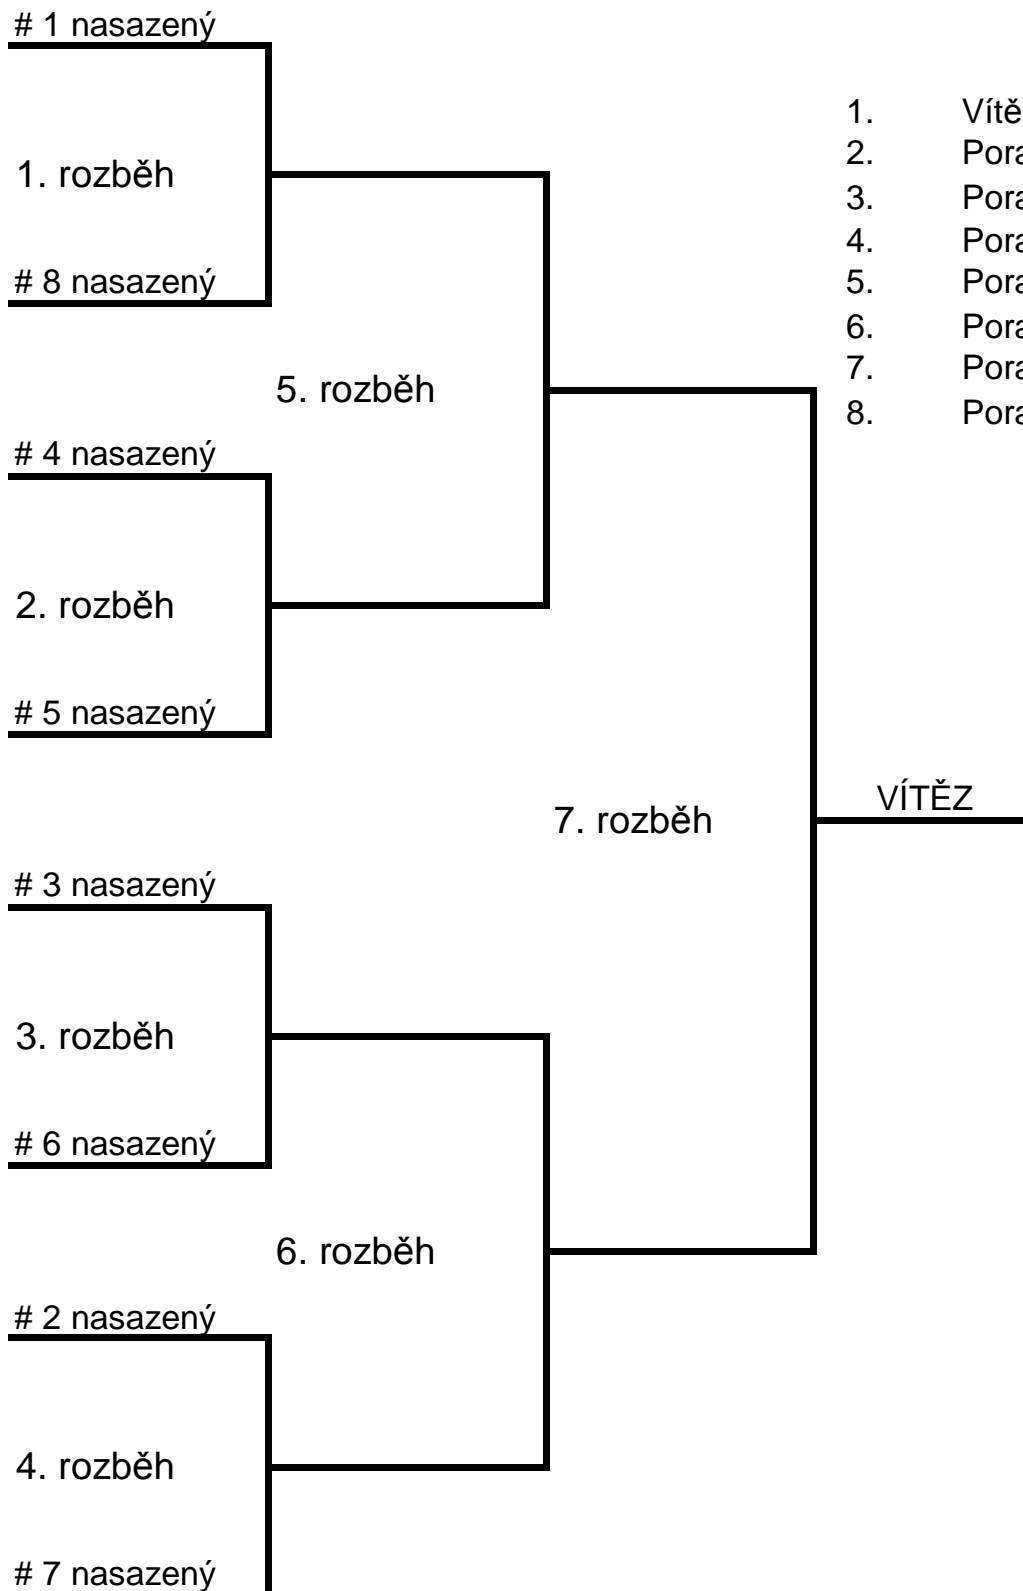 # 1 nasazený
1. rozběh
# 8 nasazený
5. rozběh
# 4 nasazený
2. rozběh
# 5 nasazený
7. rozběh
VÍTĚZ
# 3 nasazený
3. rozběh
# 6 nasazený
6. rozběh
# 2 nasazený
4. rozběh
# 7 nasazený
1.
2.
3.
4.
5.
6.
7.
8.